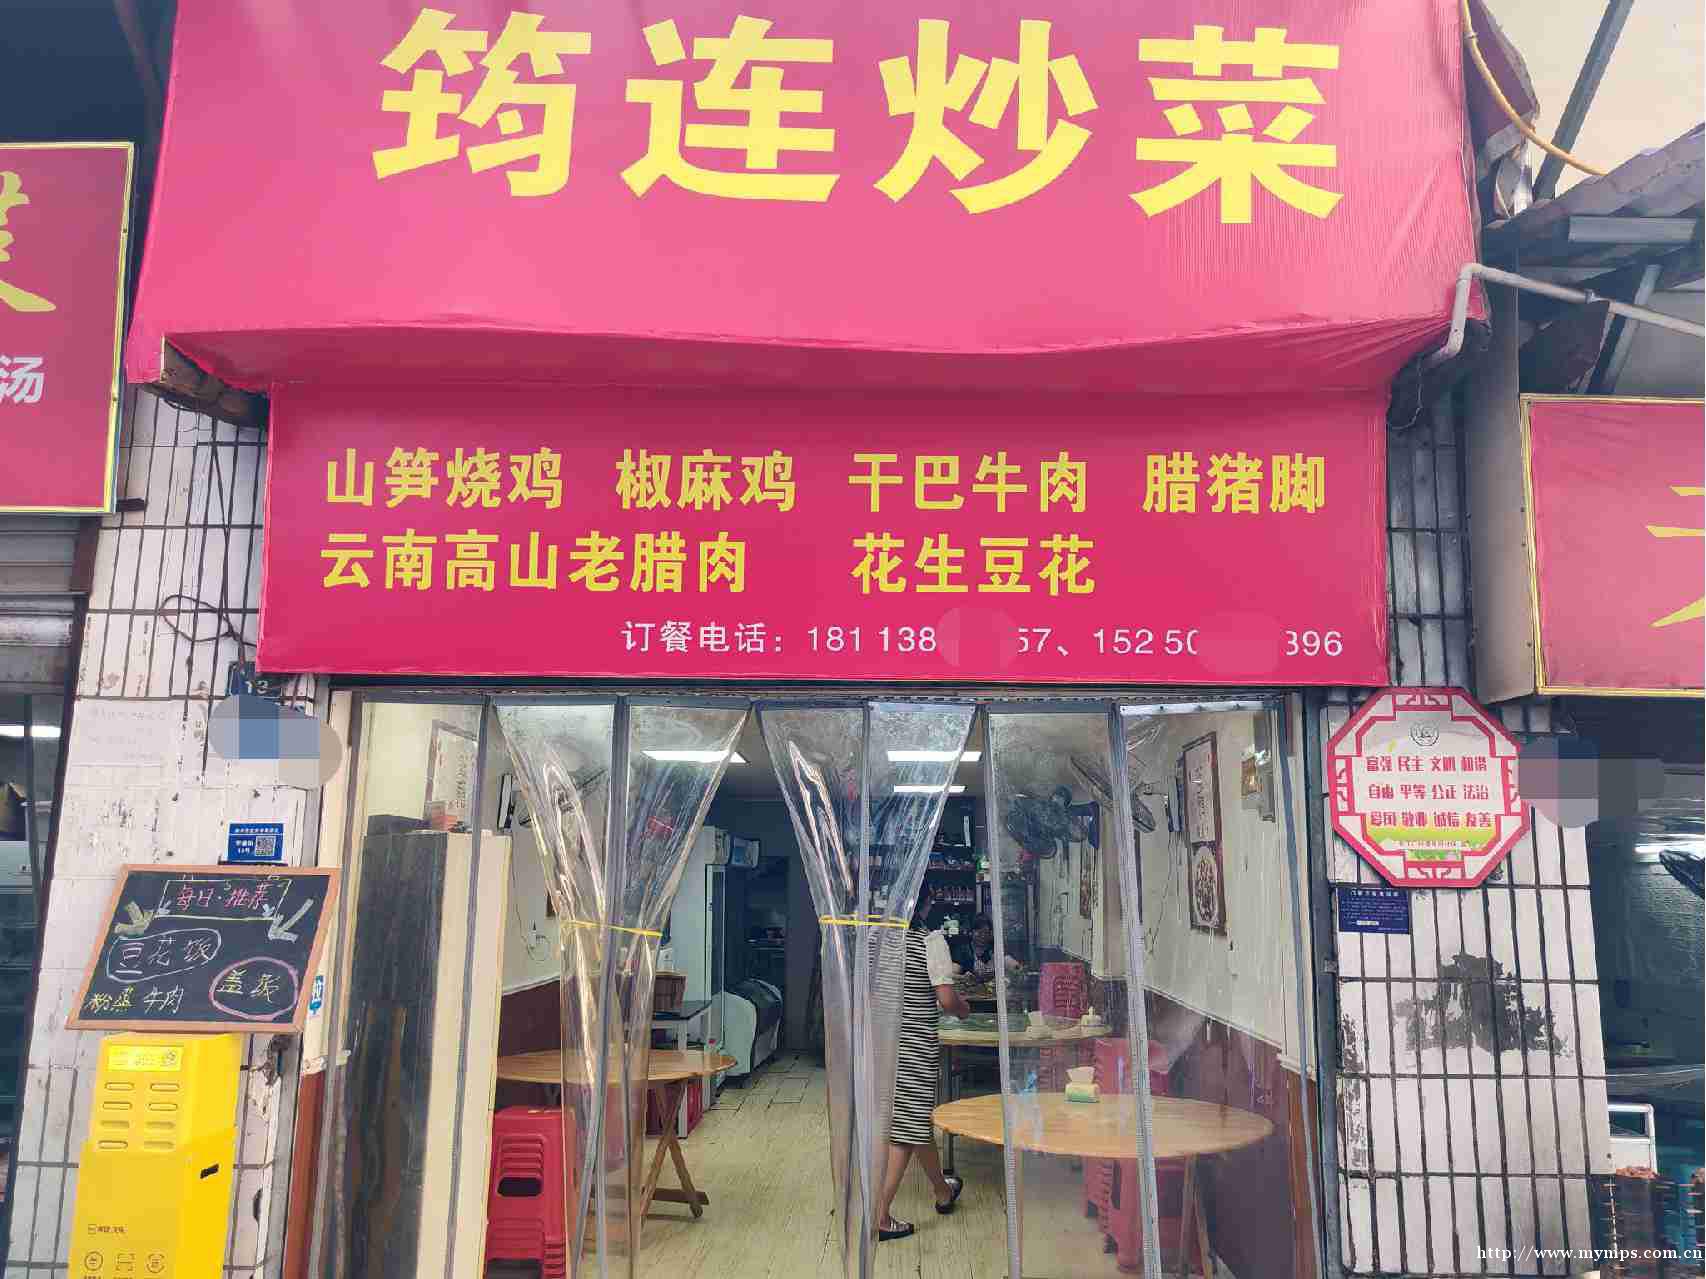 筠连炒菜
汤
山笋烧鸡 椒麻鸡 干巴牛肉 腊猪脚
云南高山老腊肉 花生豆花
订餐电话：181 138 57、152 50 896
富强 民主 文明 和谐
自由 平等 公正 法治
爱国 敬业 诚信 友善
每日·推荐
豆花饭
盖饭
粉蒸牛肉
http://www.mymps.com.cn